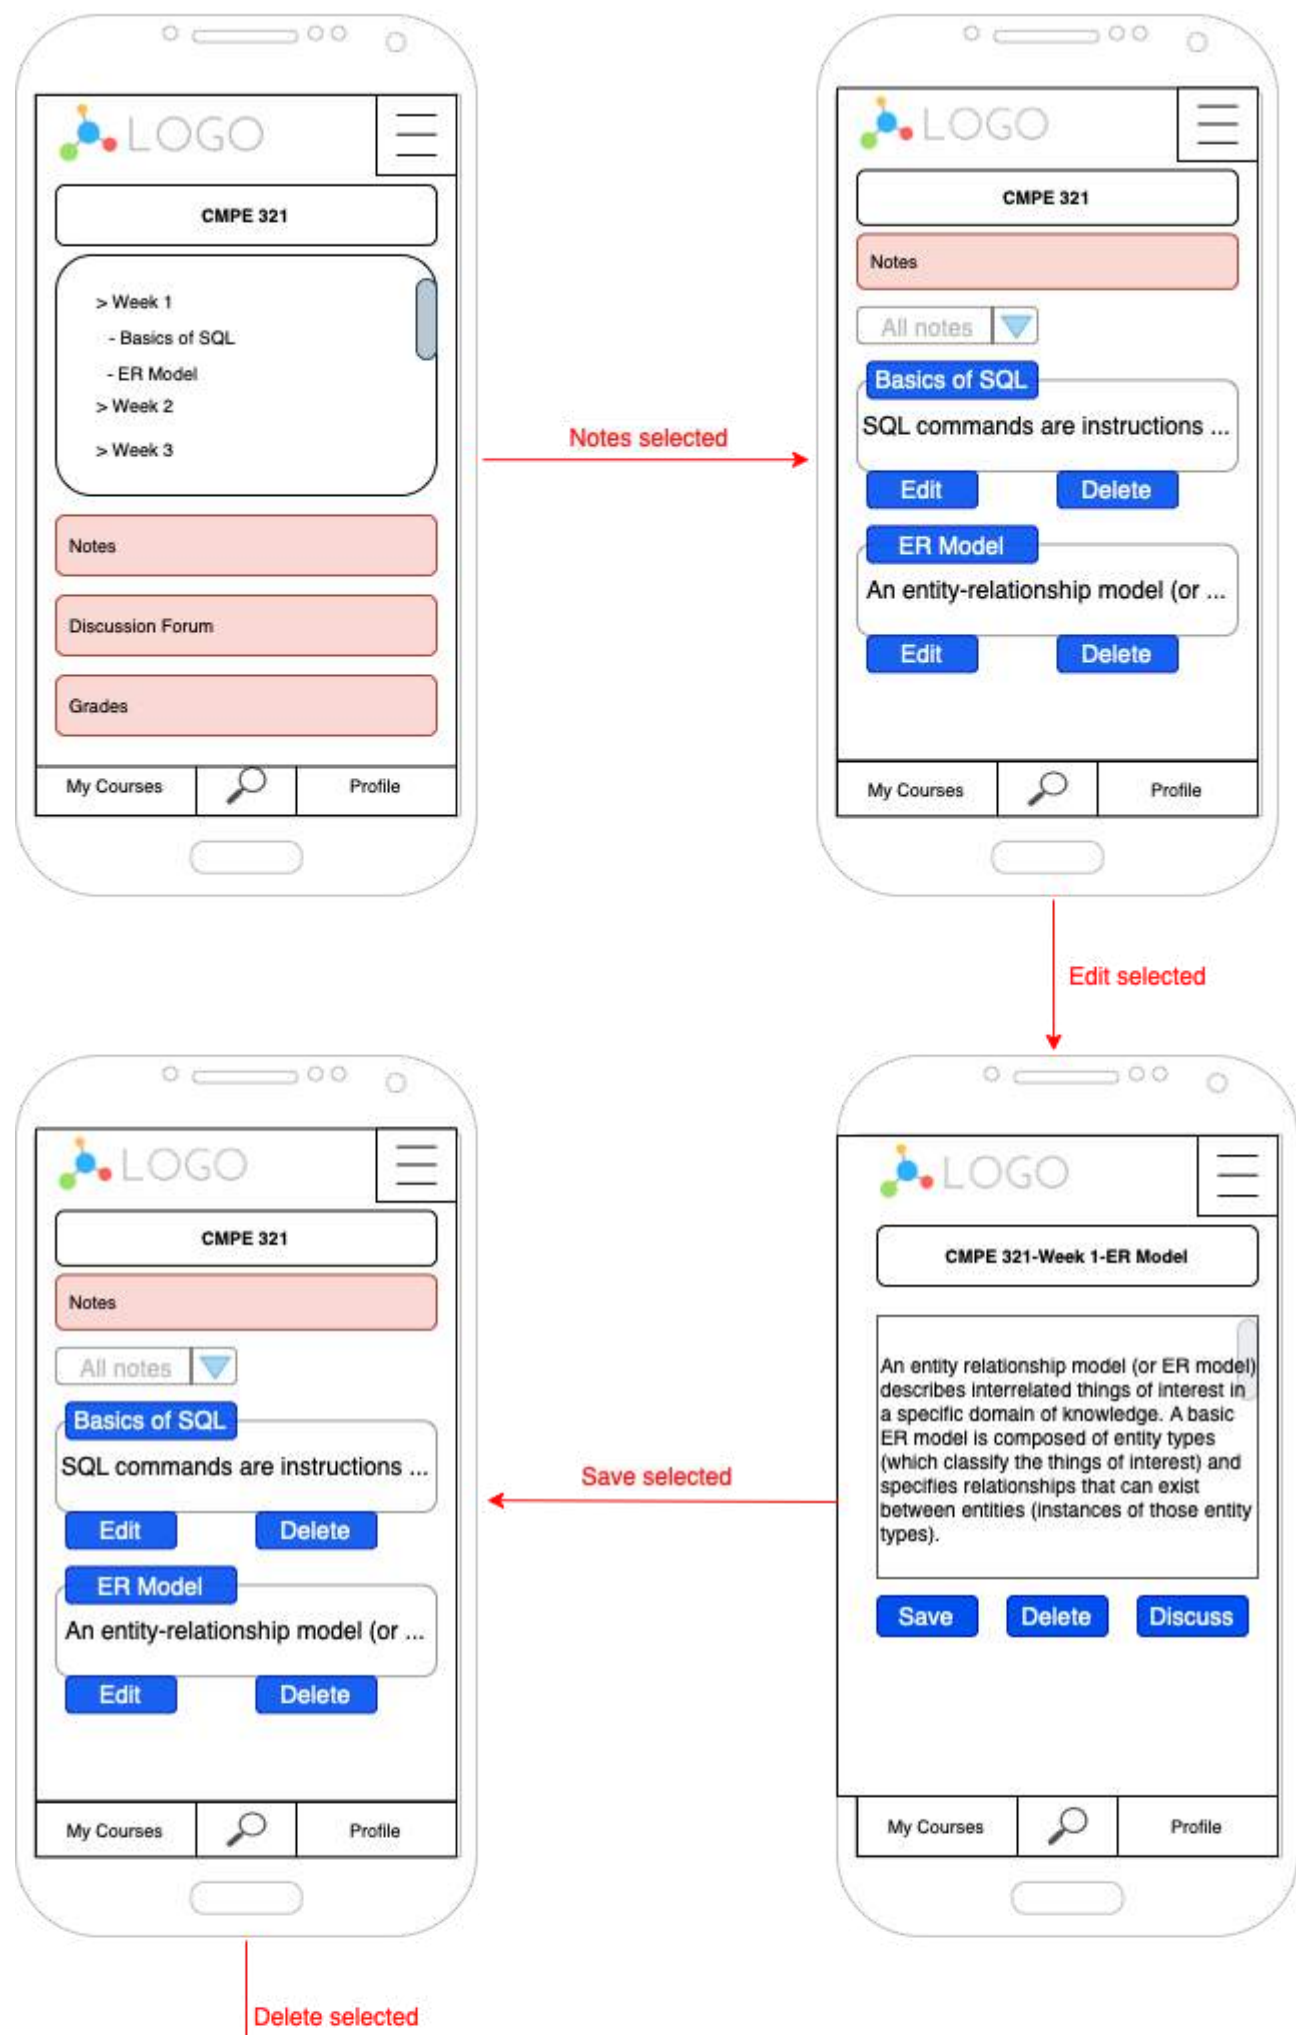 LOGO
CMPE 321
> Week 1
- Basics of SQL
- ER Model
> Week 2
> Week 3
Notes
Discussion Forum
Grades
My Courses
Profile
Notes selected
LOGO
CMPE 321
Notes
All notes
Basics of SQL
SQL commands are instructions ...
Edit
Delete
ER Model
An entity-relationship model (or ...
Edit
Delete
My Courses
Profile
Edit selected
LOGO
CMPE 321-Week 1-ER Model
An entity relationship model (or ER model)
describes interrelated things of interest in
a specific domain of knowledge. A basic
ER model is composed of entity types
(which classify the things of interest) and
specifies relationships that can exist
between entities (instances of those entity
types).
Save
Delete
Discuss
My Courses
Profile
Save selected
LOGO
CMPE 321
Notes
All notes
Basics of SQL
SQL commands are instructions ...
Edit
Delete
ER Model
An entity-relationship model (or ...
Edit
Delete
My Courses
Profile
Delete selected